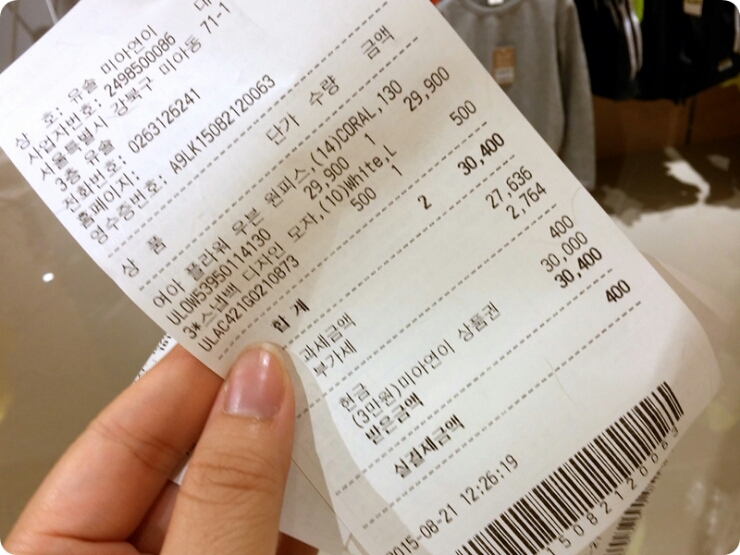 상 호: 유솔 미아연이
사업자번호: 2498500086
서울특별시 강북구 미아동 71-1
3층 유솔
전화번호: 0263126241
홈페이지:
영수증번호: A9LK15082120063
상 품 단가 수량 금액
여아 플라워 우븐 원피스,(14)CORAL,130
ULOW53950114130 29,900 1 29,900
3*스냅백 디자인 모자,(10)White,L
ULAC421G0210873 500 1 500
합 계 2 30,400
과세금액 27,636
부가세 2,764
현금 400
(3만원)미아연이 상품권 30,000
받은금액 30,400
실결제금액 400
2015-08-21 12:26:19